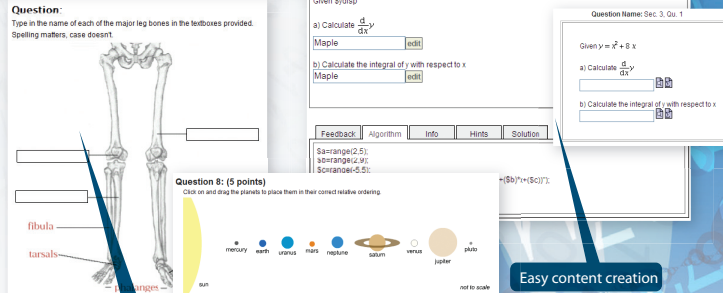 Question:
Type in the name of each of the major leg bones in the textboxes provided.
Spelling matters, case doesn't.
fibula
tarsals
a) Calculate d/dx y
Maple edit
b) Calculate the integral of y with respect to x
Maple edit
Feedback Algorithm Info Hints Solution
$a=range(2,5);
$b=range(2,9);
$c=range(-5,5);
+($b)*x+($c))");
Question Name: Sec. 3, Qu. 1
Given y = x² + 8 x
a) Calculate d/dx y
b) Calculate the integral of y with respect to x
Question 8: (5 points)
Click on and drag the planets to place them in their correct relative ordering.
sun
mercury earth uranus mars neptune saturn venus jupiter pluto
not to scale
Easy content creation